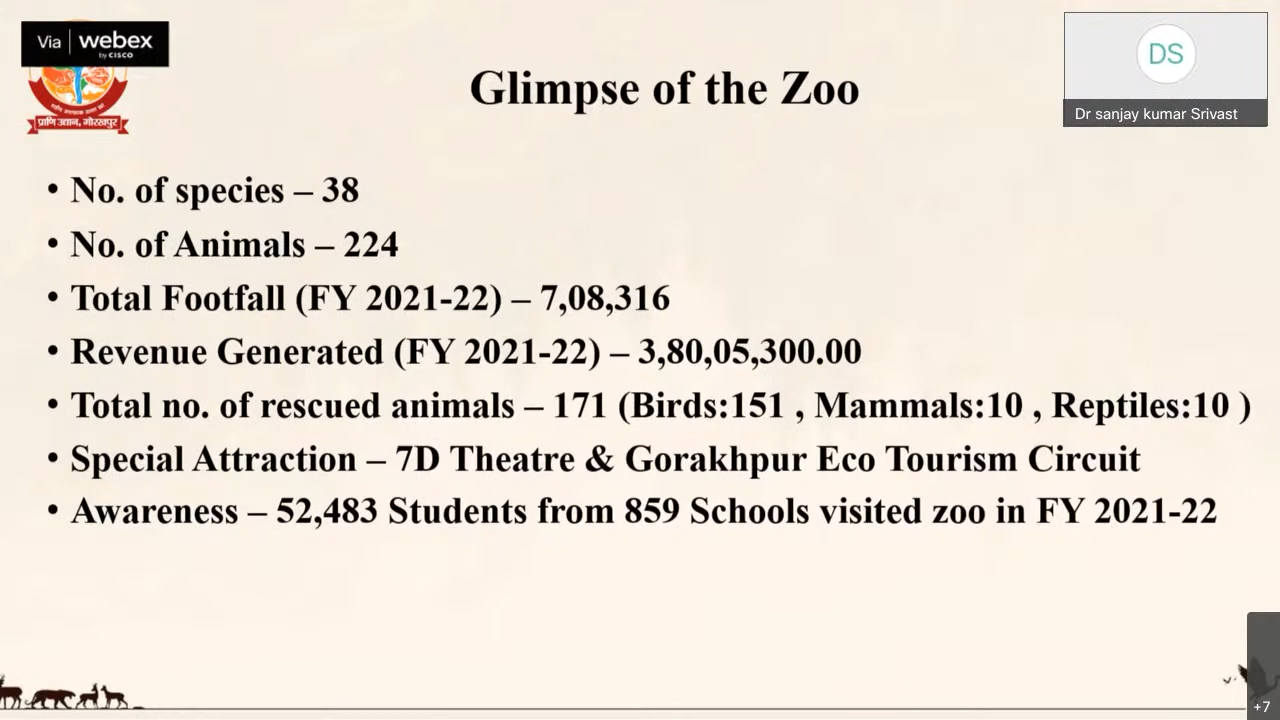 Via webex
by CISCO
प्राणि उद्यान, गोरखपुर
Glimpse of the Zoo
DS
Dr sanjay kumar Srivast
• No. of species – 38
• No. of Animals – 224
• Total Footfall (FY 2021-22) – 7,08,316
• Revenue Generated (FY 2021-22) – 3,80,05,300.00
• Total no. of rescued animals – 171 (Birds:151 , Mammals:10 , Reptiles:10 )
• Special Attraction – 7D Theatre & Gorakhpur Eco Tourism Circuit
• Awareness – 52,483 Students from 859 Schools visited zoo in FY 2021-22
+7